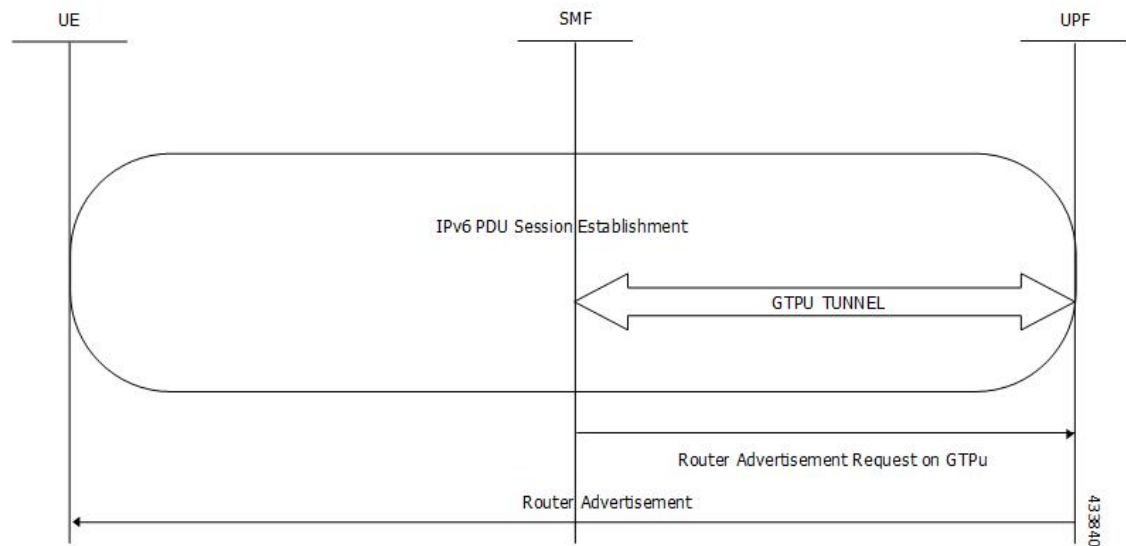 UE
SMF
UPF
IPv6 PDU Session Establishment
GTPU TUNNEL
Router Advertisement Request on GTPu
Router Advertisement
433840